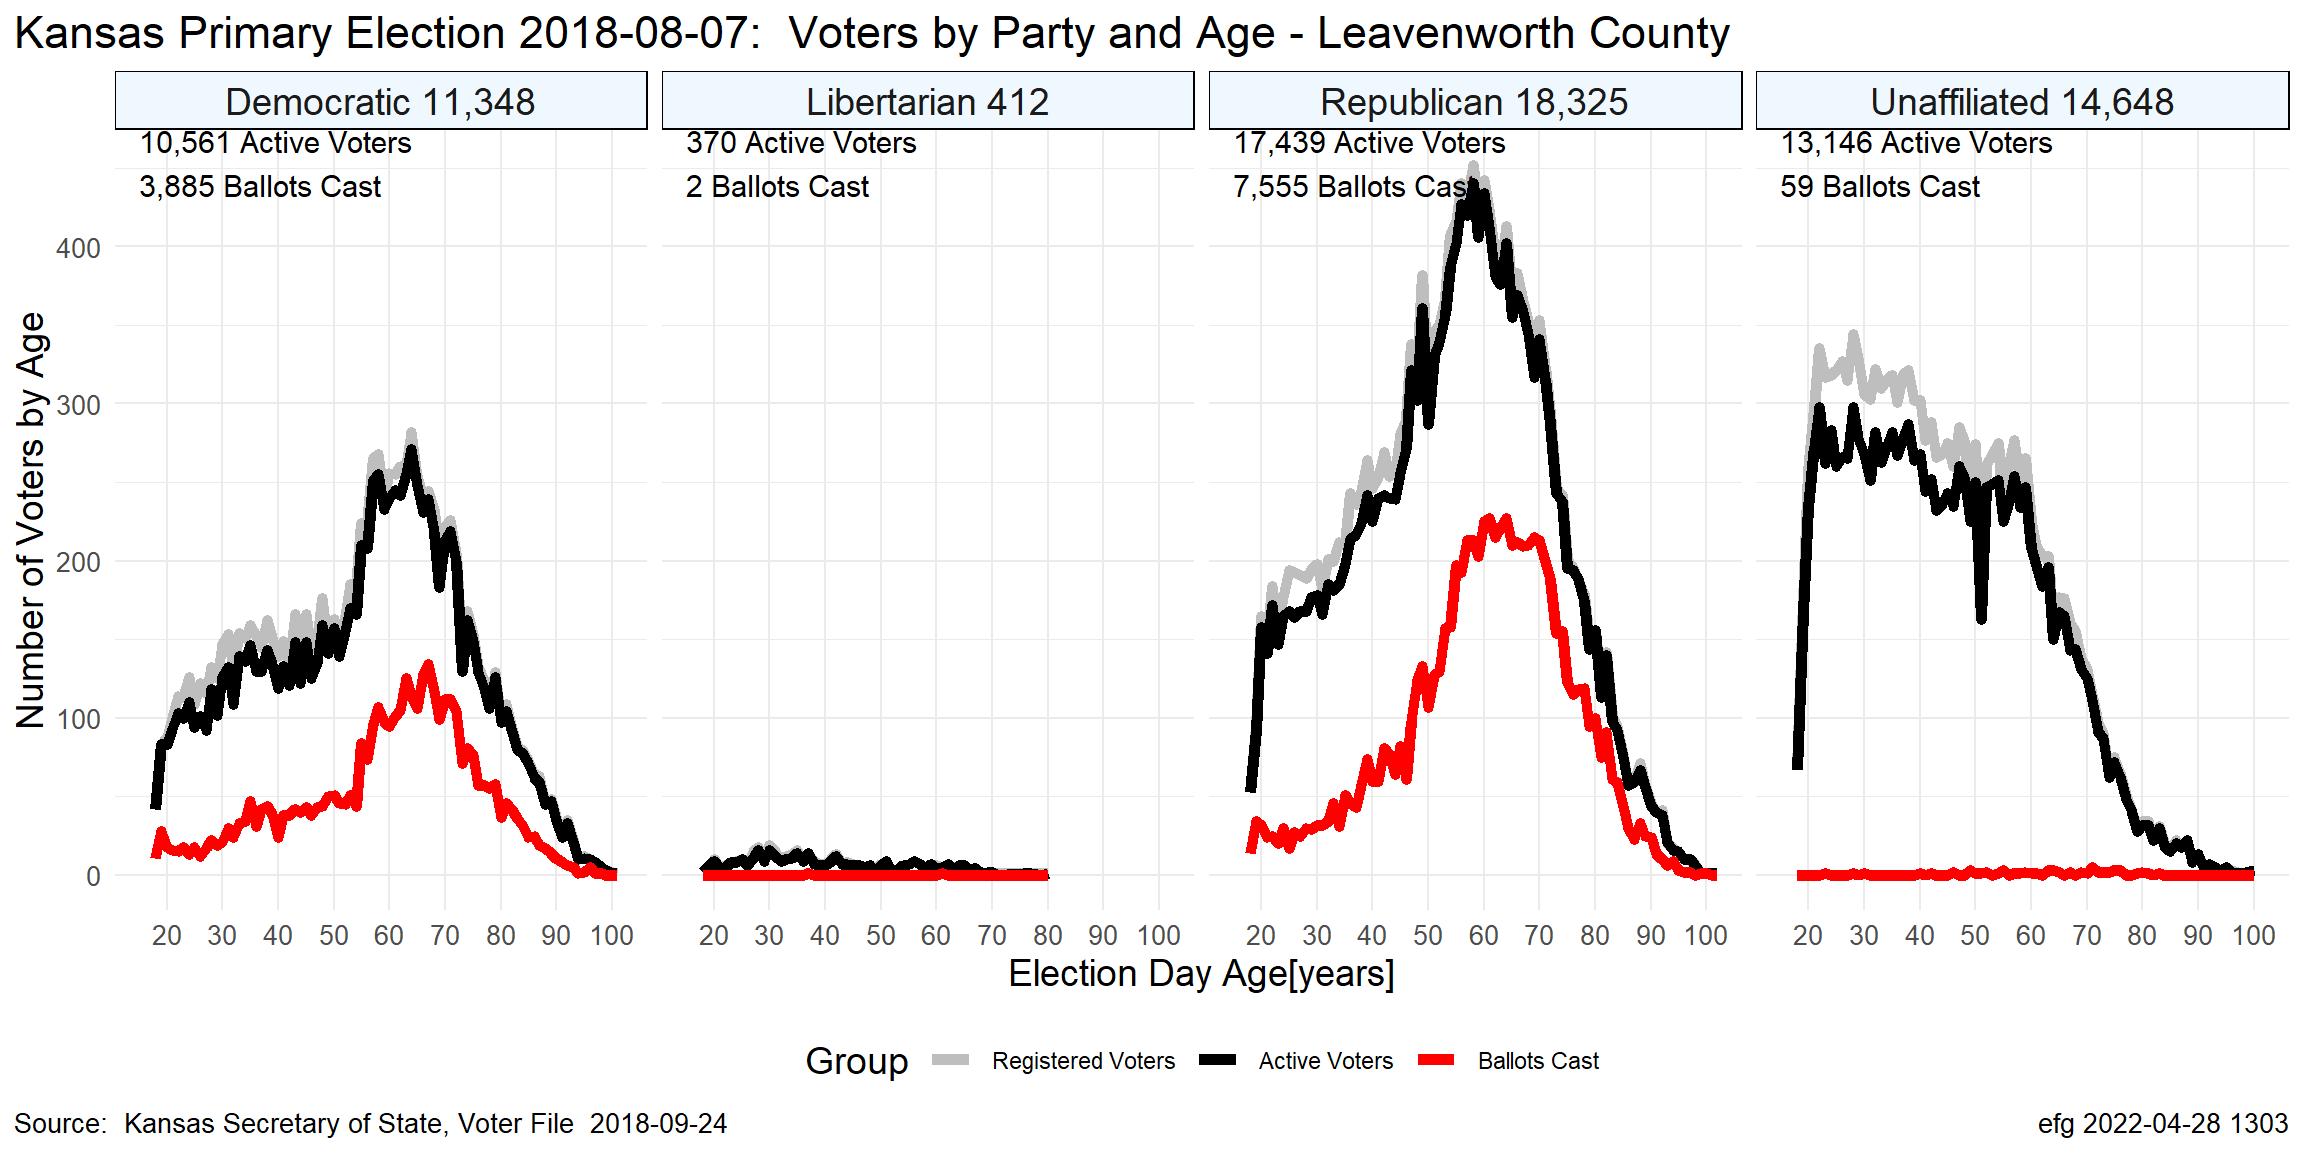 Kansas Primary Election 2018-08-07:  Voters by Party and Age - Leavenworth County
Democratic 11,348
Libertarian 412
Republican 18,325
Unaffiliated 14,648
10,561 Active Voters
3,885 Ballots Cast
370 Active Voters
2 Ballots Cast
17,439 Active Voters
7,555 Ballots Cast
13,146 Active Voters
59 Ballots Cast
Number of Voters by Age
400
300
200
100
0
20 30 40 50 60 70 80 90 100
20 30 40 50 60 70 80 90 100
20 30 40 50 60 70 80 90 100
20 30 40 50 60 70 80 90 100
Election Day Age[years]
Group Registered Voters Active Voters Ballots Cast
Source:  Kansas Secretary of State, Voter File  2018-09-24
efg 2022-04-28 1303